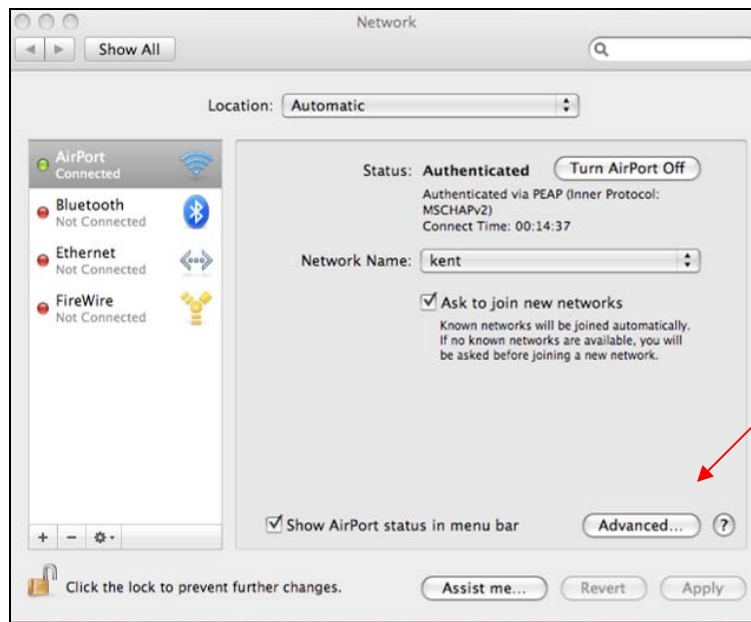 Network
Show All
Location: Automatic
AirPort
Connected
Bluetooth
Not Connected
Ethernet
Not Connected
FireWire
Not Connected
Status: Authenticated Turn AirPort Off
Authenticated via PEAP (Inner Protocol:
MSCHAPv2)
Connect Time: 00:14:37
Network Name: kent
Ask to join new networks
Known networks will be joined automatically.
If no known networks are available, you will
be asked before joining a new network.
Show AirPort status in menu bar Advanced... ?
Click the lock to prevent further changes. Assist me... Revert Apply